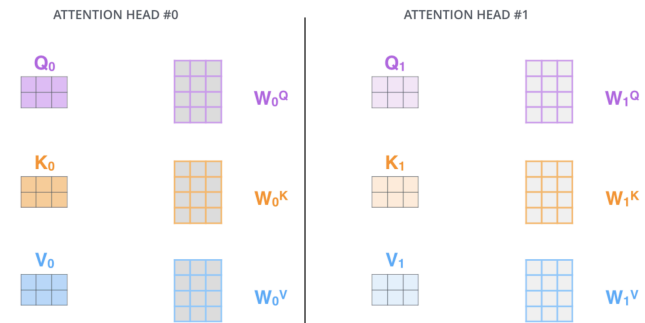 ATTENTION HEAD #0
Q₀
W₀Q
K₀
W₀K
V₀
W₀V
ATTENTION HEAD #1
Q₁
W₁Q
K₁
W₁K
V₁
W₁V